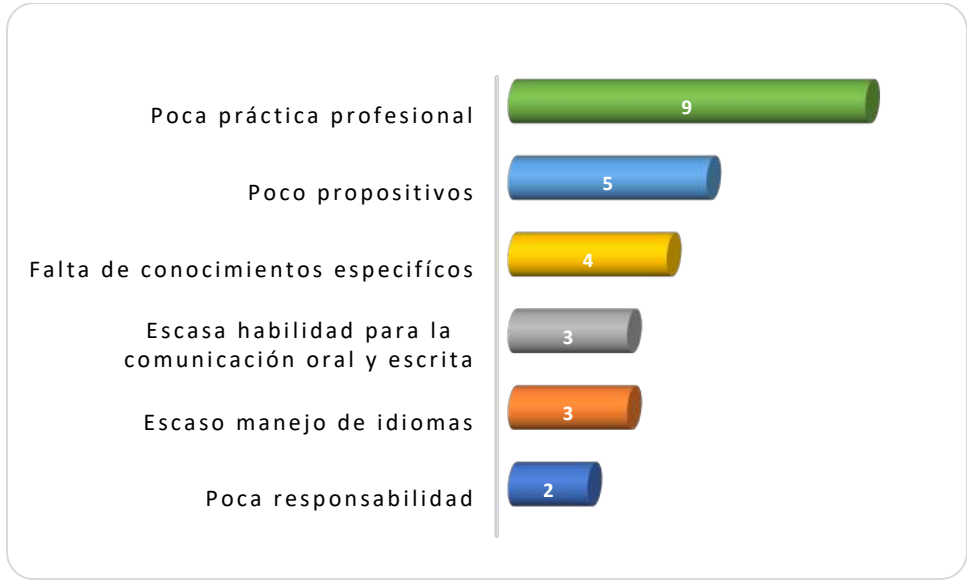 Poca práctica profesional
9
Poco propositivos
5
Falta de conocimientos especifícos
4
Escasa habilidad para la
comunicación oral y escrita
3
Escaso manejo de idiomas
3
Poca responsabilidad
2